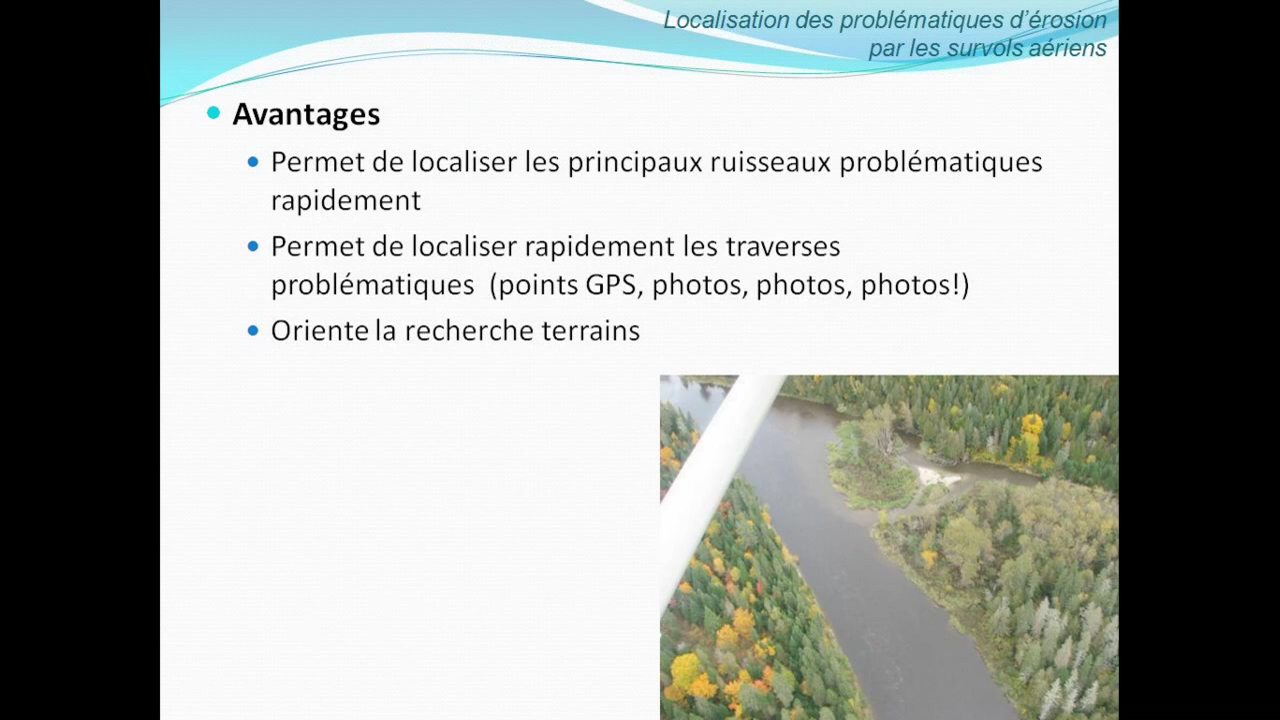 Localisation des problématiques d’érosion
par les survols aériens
Avantages
Permet de localiser les principaux ruisseaux problématiques
rapidement
Permet de localiser rapidement les traverses
problématiques (points GPS, photos, photos, photos!)
Oriente la recherche terrains